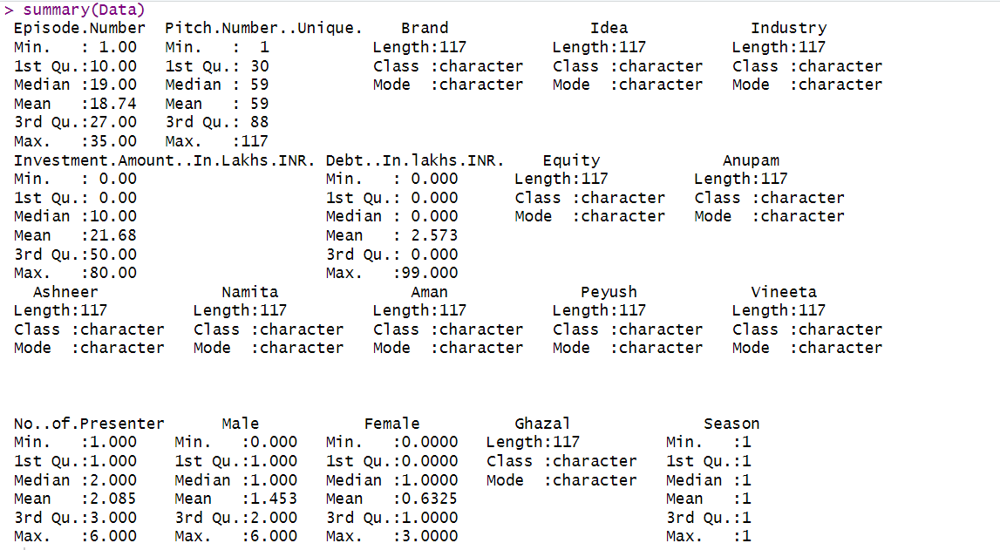 > summary(Data)
Episode.Number  Pitch.Number..Unique.    Brand                Idea              Industry
Min.   : 1.00   Min.   :  1           Length:117         Length:117         Length:117
1st Qu.:10.00   1st Qu.: 30           Class :character   Class :character   Class :character
Median :19.00   Median : 59           Mode  :character   Mode  :character   Mode  :character
Mean   :18.74   Mean   : 59
3rd Qu.:27.00   3rd Qu.: 88
Max.   :35.00   Max.   :117
Investment.Amount..In.Lakhs.INR. Debt..In.lakhs.INR.    Equity             Anupam
Min.   : 0.00                    Min.   : 0.000      Length:117         Length:117
1st Qu.: 0.00                    1st Qu.: 0.000      Class :character   Class :character
Median :10.00                    Median : 0.000      Mode  :character   Mode  :character
Mean   :21.68                    Mean   : 2.573
3rd Qu.:50.00                    3rd Qu.: 0.000
Max.   :80.00                    Max.   :99.000
Ashneer             Namita              Aman              Peyush            Vineeta
Length:117         Length:117         Length:117         Length:117         Length:117
Class :character   Class :character   Class :character   Class :character   Class :character
Mode  :character   Mode  :character   Mode  :character   Mode  :character   Mode  :character
No..of.Presenter      Male           Female          Ghazal              Season
Min.   :1.000    Min.   :0.000   Min.   :0.0000   Length:117         Min.   :1
1st Qu.:1.000    1st Qu.:1.000   1st Qu.:0.0000   Class :character   1st Qu.:1
Median :2.000    Median :1.000   Median :1.0000   Mode  :character   Median :1
Mean   :2.085    Mean   :1.453   Mean   :0.6325                      Mean   :1
3rd Qu.:3.000    3rd Qu.:2.000   3rd Qu.:1.0000                      3rd Qu.:1
Max.   :6.000    Max.   :6.000   Max.   :3.0000                      Max.   :1